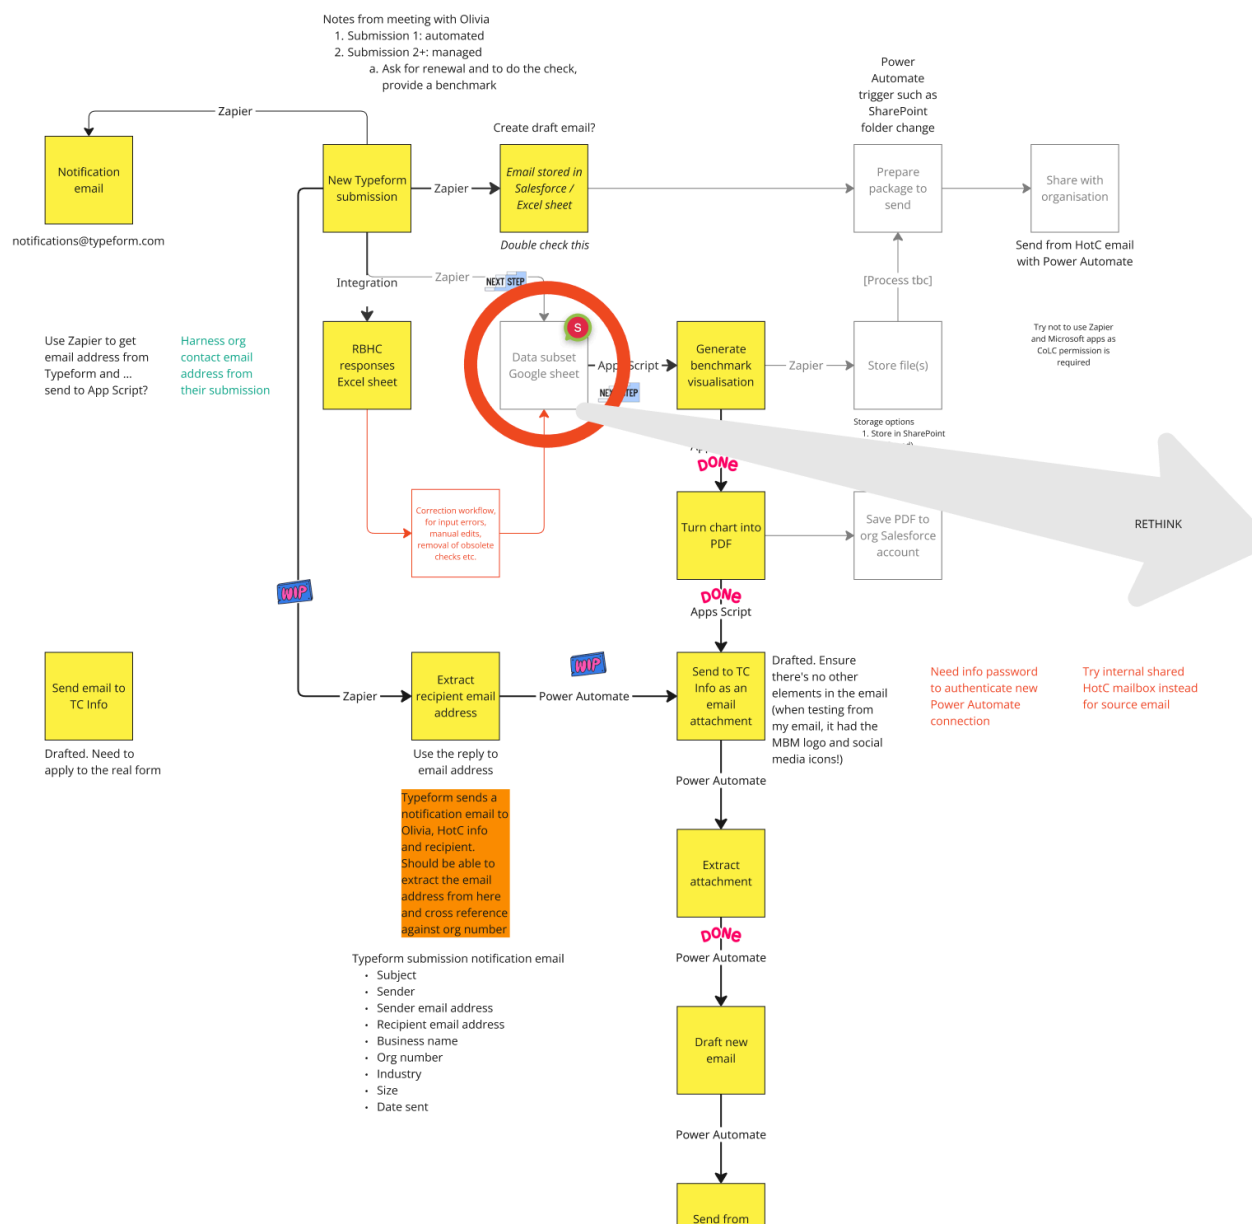 Notes from meeting with Olivia
1. Submission 1: automated
2. Submission 2+: managed
a. Ask for renewal and to do the check,
provide a benchmark
Power
Automate
trigger such as
SharePoint
folder change
Zapier
Create draft email?
Notification
email
New Typeform
submission
Zapier
Email stored in
Salesforce /
Excel sheet
Prepare
package to
send
Share with
organisation
notifications@typeform.com
Double check this
Send from HotC email
with Power Automate
Integration
Zapier
NEXT STEP
[Process tbc]
Use Zapier to get
email address from
Typeform and ...
send to App Script?
Harness org
contact email
address from
their submission
RBHC
responses
Excel sheet
S
Data subset
Google sheet
App Script
NEXT STEP
Generate
benchmark
visualisation
Zapier
Store file(s)
Try not to use Zapier
and Microsoft apps as
CoLC permission is
required
Storage options
1. Store in SharePoint
DONE
Correction workflow,
for input errors,
manual edits,
removal of obsolete
checks etc.
Turn chart into
PDF
Save PDF to
org Salesforce
account
RETHINK
WIP
DONE
Apps Script
Send email to
TC Info
Drafted. Need to
apply to the real form
Zapier
Extract
recipient email
address
Use the reply to
email address
WIP
Power Automate
Send to TC
Info as an
email
attachment
Drafted. Ensure
there's no other
elements in the email
(when testing from
my email, it had the
MBM logo and social
media icons!)
Need info password
to authenticate new
Power Automate
connection
Try internal shared
HotC mailbox instead
for source email
Power Automate
Typeform sends a
notification email to
Olivia, HotC info
and recipient.
Should be able to
extract the email
address from here
and cross reference
against org number
Extract
attachment
DONE
Power Automate
Typeform submission notification email
• Subject
• Sender
• Sender email address
• Recipient email address
• Business name
• Org number
• Industry
• Size
• Date sent
Draft new
email
Power Automate
Send from